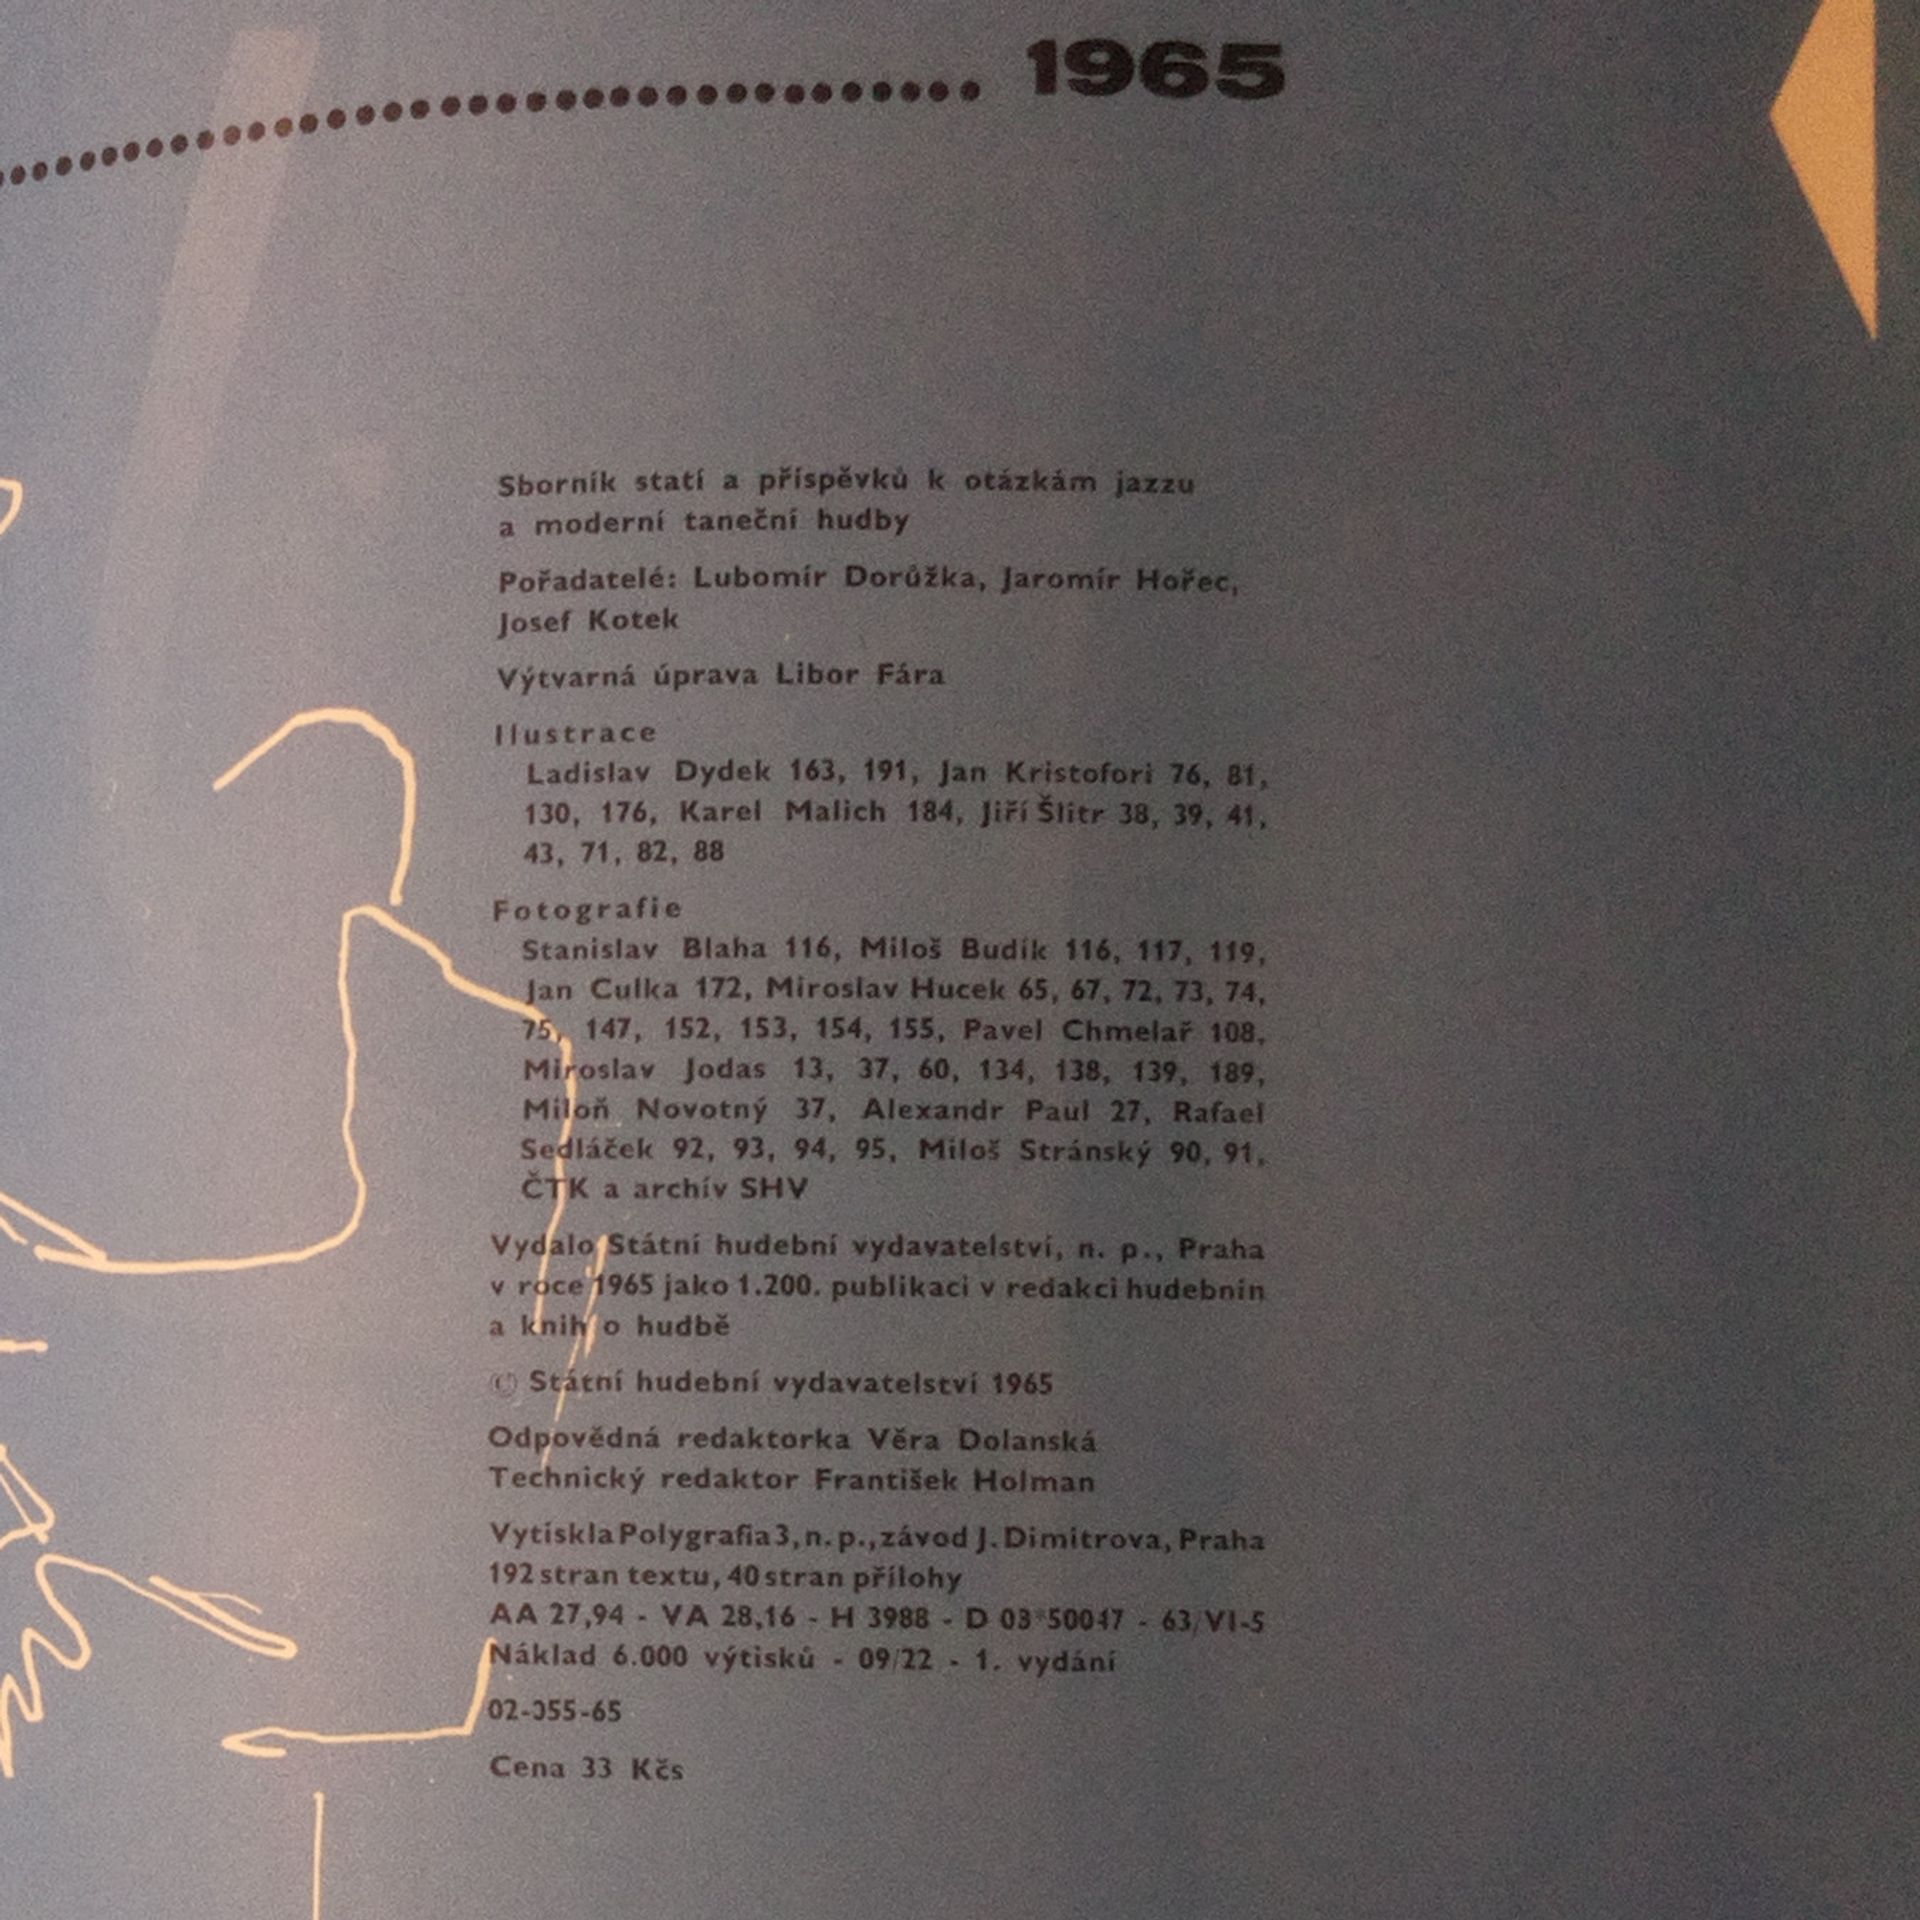 1965
Sborník statí a příspěvků k otázkám jazzu
a moderní taneční hudby
Pořadatelé: Lubomír Dorůžka, Jaromír Hořec,
Josef Kotek
Výtvarná úprava Libor Fára
Ilustrace
Ladislav Dydek 163, 191, Jan Kristofori 76, 81,
130, 176, Karel Malich 184, Jiří Šlitr 38, 39, 41,
43, 71, 82, 88
Fotografie
Stanislav Blaha 116, Miloš Budík 116, 117, 119,
Jan Culka 172, Miroslav Hucek 65, 67, 72, 73, 74,
75, 147, 152, 153, 154, 155, Pavel Chmelař 108,
Miroslav Jodas 13, 37, 60, 134, 138, 139, 189,
Miloň Novotný 37, Alexandr Paul 27, Rafael
Sedláček 92, 93, 94, 95, Miloš Stránský 90, 91,
ČTK a archív SHV
Vydalo Státní hudební vydavatelství, n. p., Praha
v roce 1965 jako 1.200. publikaci v redakci hudebnin
a knih o hudbě
© Státní hudební vydavatelství 1965
Odpovědná redaktorka Věra Dolanská
Technický redaktor František Holman
Vytiskla Polygrafia 3, n. p., závod J. Dimitrova, Praha
192 stran textu, 40 stran přílohy
AA 27,94 - VA 28,16 - H 3988 - D 03*50047 - 63/VI-5
Náklad 6.000 výtisků - 09/22 - 1. vydání
02-055-65
Cena 33 Kčs